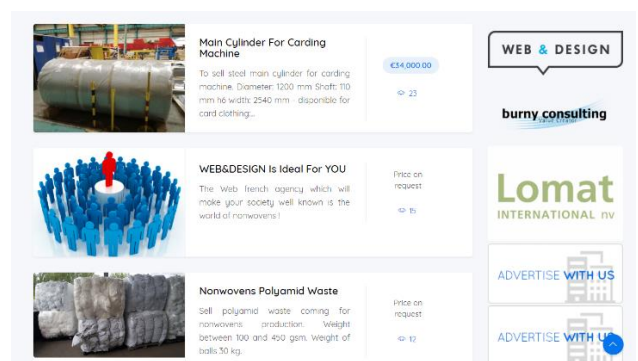 Main Cylinder For Carding
Machine
To sell steel main cylinder for carding
machine. Diameter: 1200 mm Shaft: 110
mm h6 width: 2540 mm - disponible for
card clothing...
€34,000.00
23
WEB&DESIGN Is Ideal For YOU
The Web french agency which will
make your society well known is the
world of nonwovens !
Price on
request
15
Nonwovens Polyamid Waste
Sell polyamid waste coming for
nonwovens production. Weight
between 100 and 450 gsm. Weight of
balls 30 kg.
Price on
request
12
WEB & DESIGN
burny consulting
Lomat
INTERNATIONAL nv
ADVERTISE WITH US
ADVERTISE WITH U